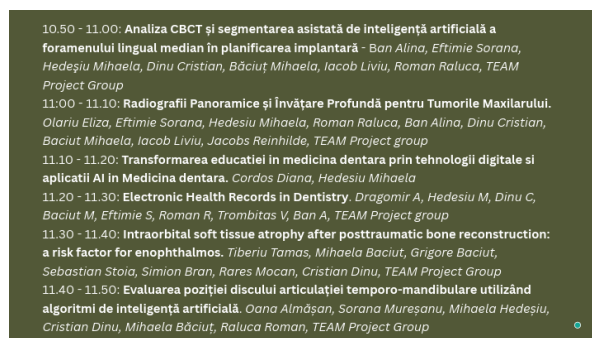 10.50 - 11.00: Analiza CBCT și segmentarea asistată de inteligență artificială a
foramenului lingual median în planificarea implantară - Ban Alina, Eftimie Sorana,
Hedeșiu Mihaela, Dinu Cristian, Băciuț Mihaela, Iacob Liviu, Roman Raluca, TEAM
Project Group
11:00 - 11.10: Radiografii Panoramice și Învățare Profundă pentru Tumorile Maxilarului.
Olariu Eliza, Eftimie Sorana, Hedesiu Mihaela, Roman Raluca, Ban Alina, Dinu Cristian,
Baciut Mihaela, Iacob Liviu, Jacobs Reinhilde, TEAM Project group
11.10 - 11.20: Transformarea educatiei in medicina dentara prin tehnologii digitale si
aplicatii AI in Medicina dentara. Cordos Diana, Hedesiu Mihaela
11.20 - 11.30: Electronic Health Records in Dentistry. Dragomir A, Hedesiu M, Dinu C,
Baciut M, Eftimie S, Roman R, Trombitas V, Ban A, TEAM Project group
11.30 - 11.40: Intraorbital soft tissue atrophy after posttraumatic bone reconstruction:
a risk factor for enophthalmos. Tiberiu Tamas, Mihaela Baciut, Grigore Baciut,
Sebastian Stoia, Simion Bran, Rares Mocan, Cristian Dinu, TEAM Project Group
11.40 - 11.50: Evaluarea poziției discului articulației temporo-mandibulare utilizând
algoritmi de inteligență artificială. Oana Almășan, Sorana Mureșanu, Mihaela Hedeșiu,
Cristian Dinu, Mihaela Băciuț, Raluca Roman, TEAM Project Group